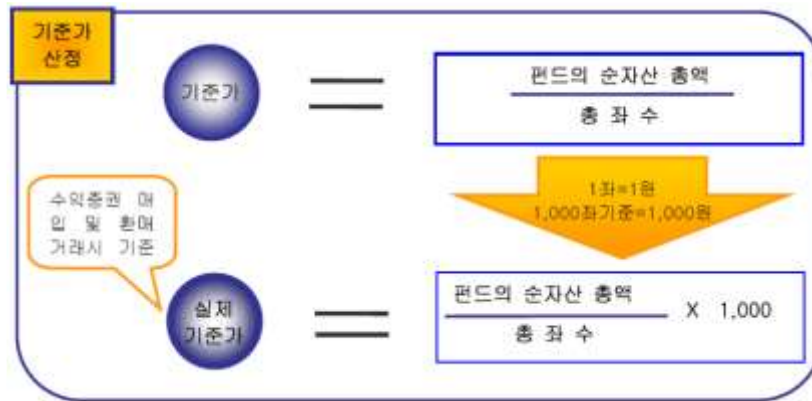 기준가
산정
기준가
펀드의 순자산 총액
총 좌 수
1좌=1원
1,000좌기준=1,000원
수익증권 매
입 및 환매
거래시 기준
실제
기준가
펀드의 순자산 총액
총 좌 수
X 1,000